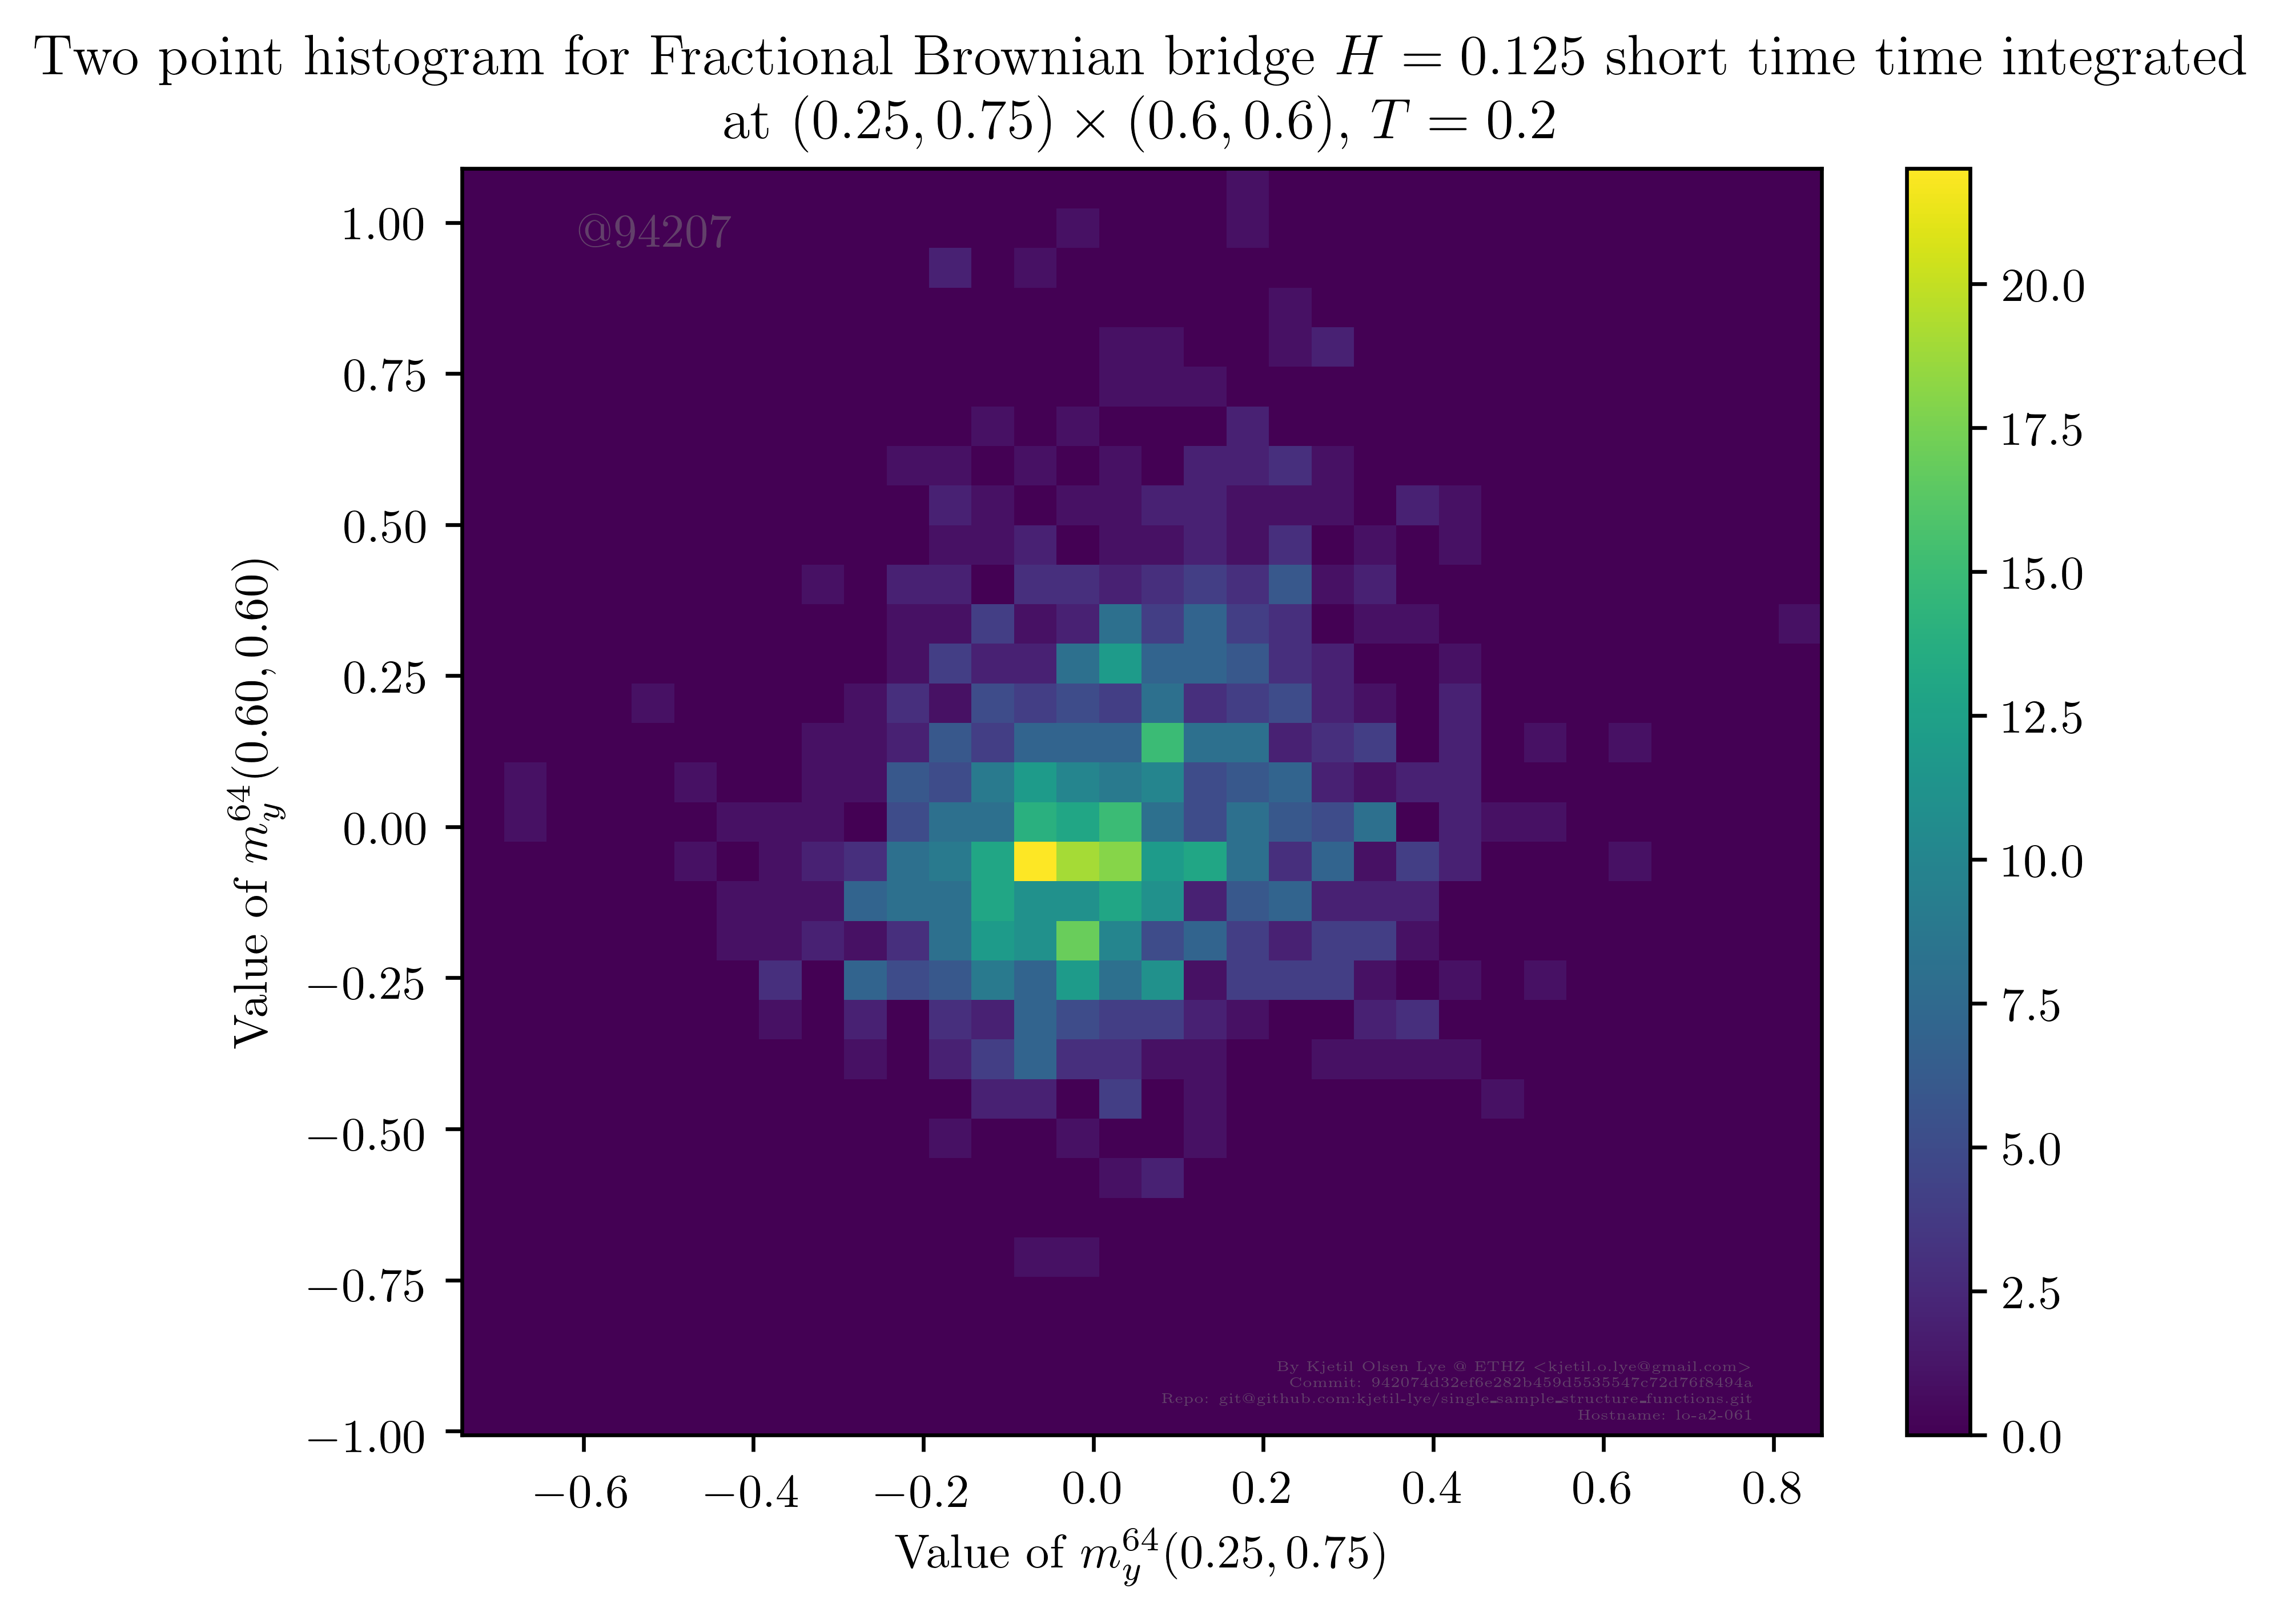 Two point histogram for Fractional Brownian bridge H = 0.125 short time time integrated
at (0.25, 0.75) × (0.6, 0.6), T = 0.2
@94207
1.00
0.75
0.50
0.25
0.00
−0.25
−0.50
−0.75
−1.00
Value of m_y^{64}(0.60, 0.60)
−0.6 −0.4 −0.2 0.0 0.2 0.4 0.6 0.8
Value of m_y^{64}(0.25, 0.75)
By Kjetil Olsen Lye @ ETHZ <kjetil.o.lye@gmail.com>
Commit: 942074d32ef6e282b459d5535547c72d76f8494a
Repo: git@github.com:kjetil-lye/single_sample_structure_functions.git
Hostname: lo-a2-061
20.0
17.5
15.0
12.5
10.0
7.5
5.0
2.5
0.0